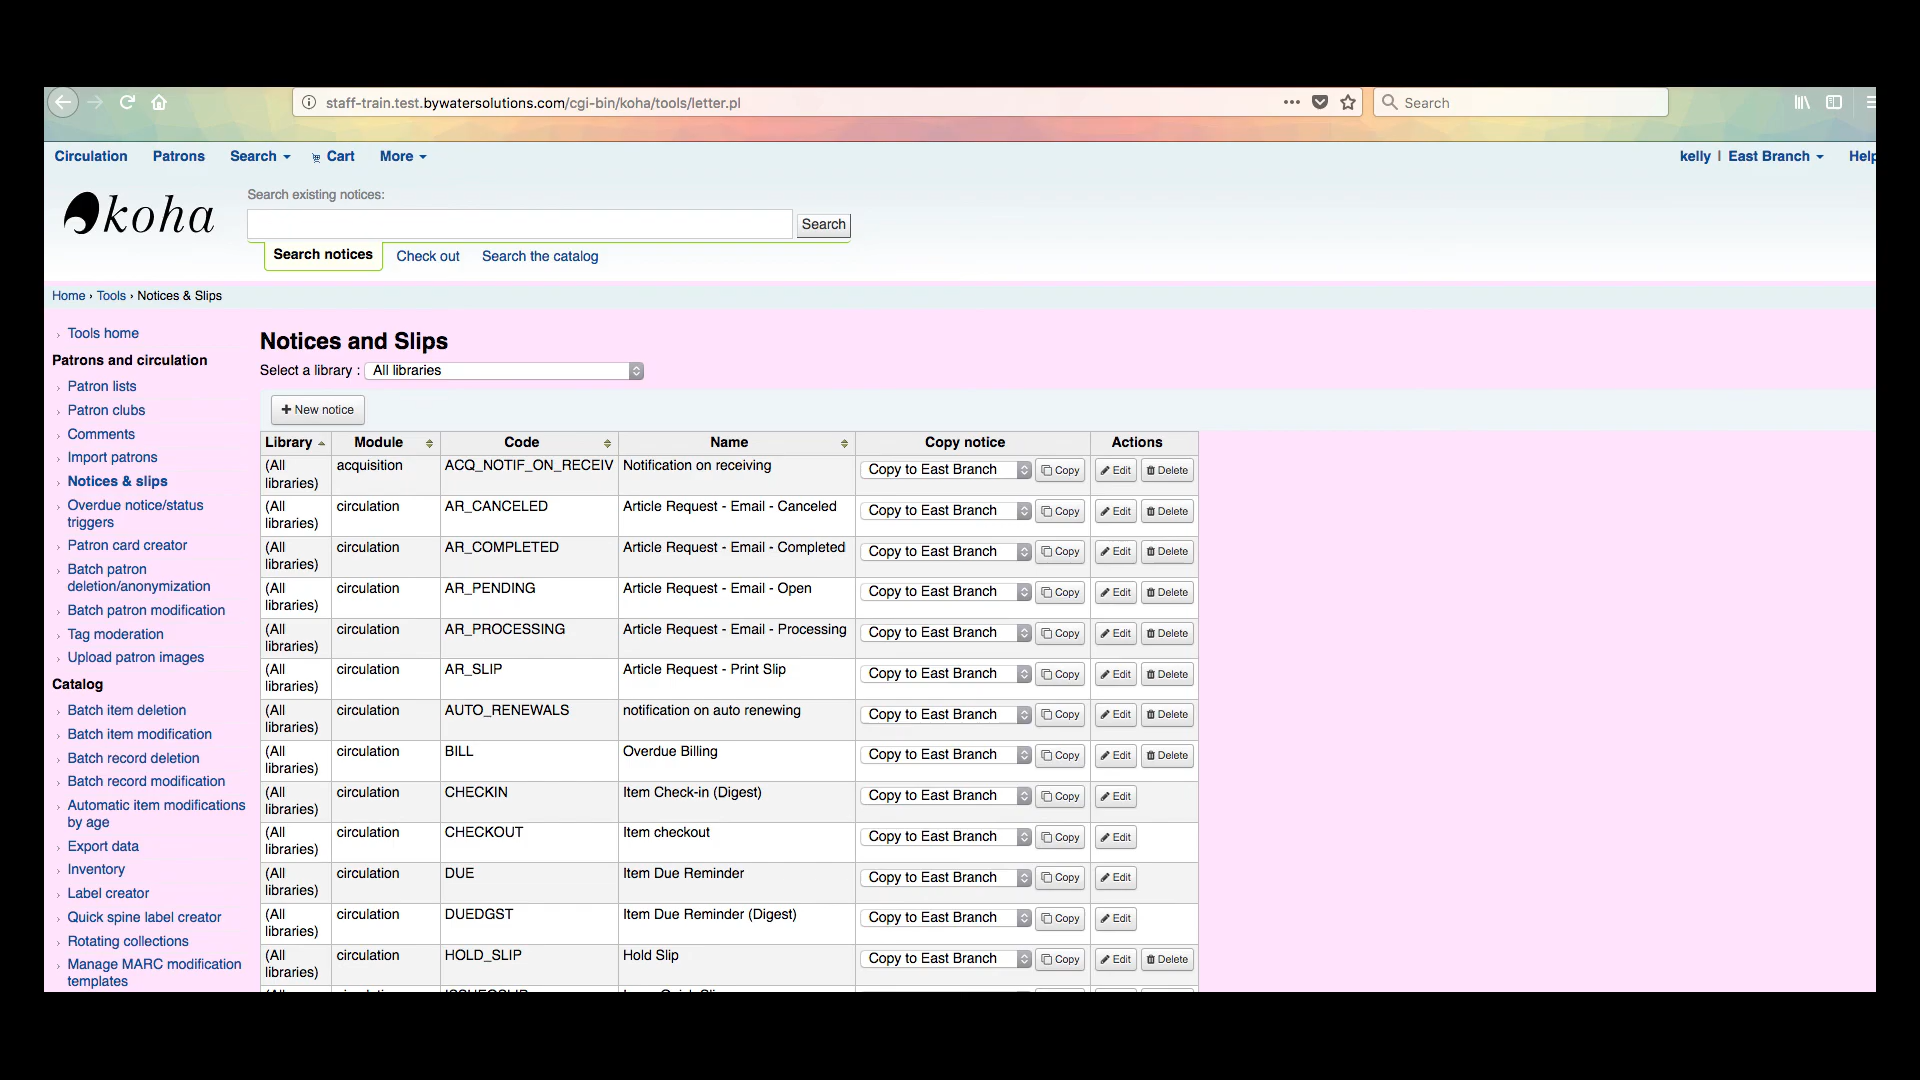 staff-train.test.bywatersolutions.com/cgi-bin/koha/tools/letter.pl
Search
Circulation Patrons Search Cart More
kelly | East Branch
koha
Search existing notices:
Search
Search notices Check out Search the catalog
Home › Tools › Notices & Slips
Tools home
Patrons and circulation
Patron lists
Patron clubs
Comments
Import patrons
Notices & slips
Overdue notice/status
triggers
Patron card creator
Batch patron
deletion/anonymization
Batch patron modification
Tag moderation
Upload patron images
Catalog
Batch item deletion
Batch item modification
Batch record deletion
Batch record modification
Automatic item modifications
by age
Export data
Inventory
Label creator
Quick spine label creator
Rotating collections
Manage MARC modification
templates
Notices and Slips
Select a library : All libraries
+ New notice
Library Module Code Name Copy notice Actions
(All libraries) acquisition ACQ_NOTIF_ON_RECEIV Notification on receiving Copy to East Branch Copy Edit Delete
(All libraries) circulation AR_CANCELED Article Request - Email - Canceled Copy to East Branch Copy Edit Delete
(All libraries) circulation AR_COMPLETED Article Request - Email - Completed Copy to East Branch Copy Edit Delete
(All libraries) circulation AR_PENDING Article Request - Email - Open Copy to East Branch Copy Edit Delete
(All libraries) circulation AR_PROCESSING Article Request - Email - Processing Copy to East Branch Copy Edit Delete
(All libraries) circulation AR_SLIP Article Request - Print Slip Copy to East Branch Copy Edit Delete
(All libraries) circulation AUTO_RENEWALS notification on auto renewing Copy to East Branch Copy Edit Delete
(All libraries) circulation BILL Overdue Billing Copy to East Branch Copy Edit Delete
(All libraries) circulation CHECKIN Item Check-in (Digest) Copy to East Branch Copy Edit
(All libraries) circulation CHECKOUT Item checkout Copy to East Branch Copy Edit
(All libraries) circulation DUE Item Due Reminder Copy to East Branch Copy Edit
(All libraries) circulation DUEDGST Item Due Reminder (Digest) Copy to East Branch Copy Edit
(All libraries) circulation HOLD_SLIP Hold Slip Copy to East Branch Copy Edit Delete